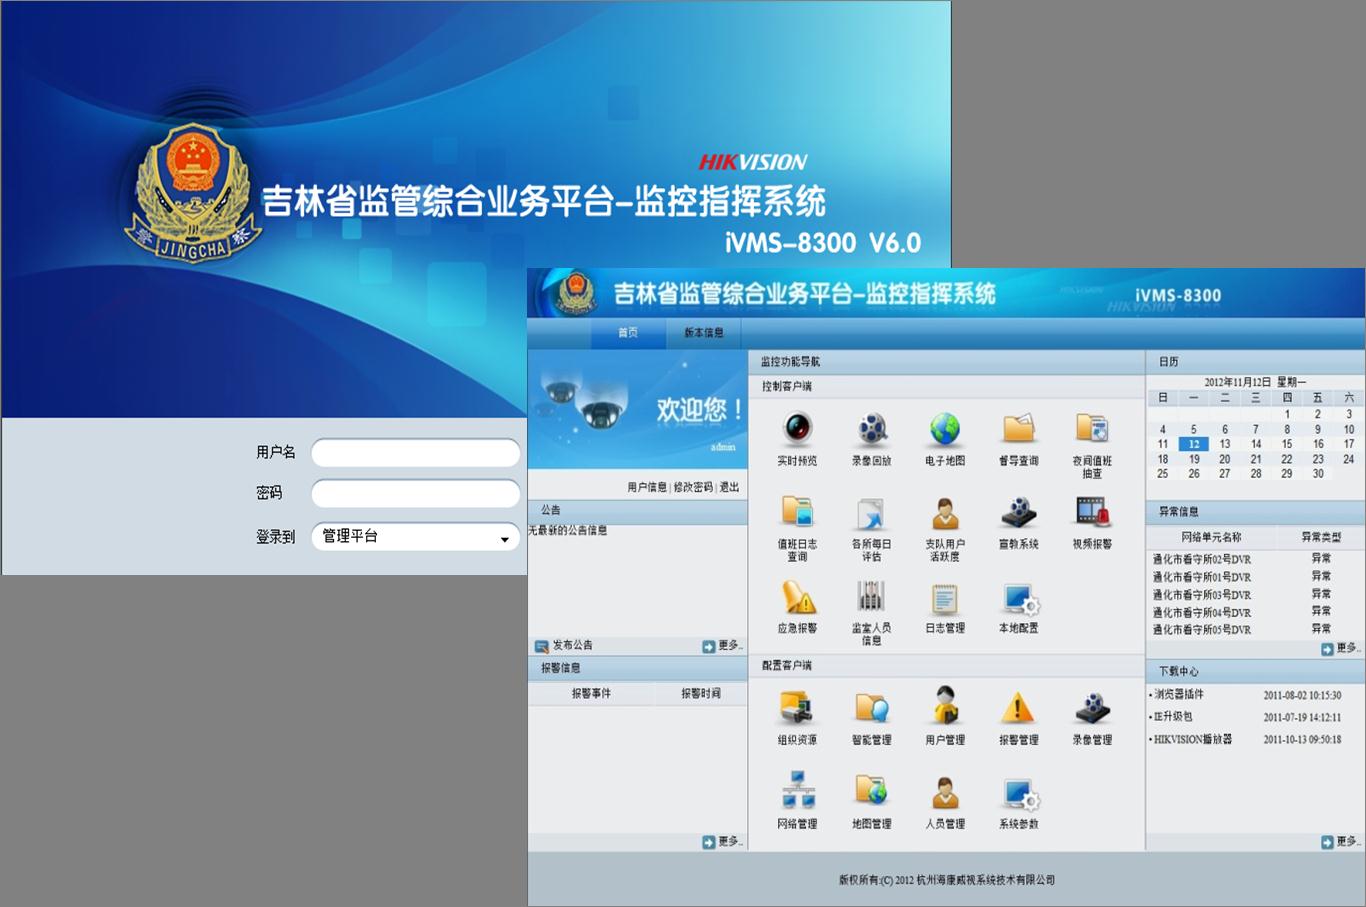 HIKVISION
吉林省监管综合业务平台-监控指挥系统
iVMS-8300 V6.0
警 JINGCHA 察
用户名
密码
登录到 管理平台
吉林省监管综合业务平台-监控指挥系统
HIKVISION
HIKVISION
iVMS-8300
首页 版本信息
欢迎您！
admin
用户信息 | 修改密码 | 退出
公告
无最新的公告信息
发布公告 更多..
报警信息
报警事件 报警时间
更多..
监控功能导航
控制客户端
实时预览 录像回放 电子地图 督导查询 夜间值班
抽查
值班日志 各所每日 支队用户 宣教系统 视频报警
查询 评估 活跃度
应急报警 监室人员 日志管理 本地配置
信息
配置客户端
组织资源 智能管理 用户管理 报警管理 录像管理
网络管理 地图管理 人员管理 系统参数
日历
2012年11月12日 星期一
日 一 二 三 四 五 六
1 2 3
4 5 6 7 8 9 10
11 12 13 14 15 16 17
18 19 20 21 22 23 24
25 26 27 28 29 30
异常信息
网络单元名称 异常类型
通化市看守所02号DVR 异常
通化市看守所01号DVR 异常
通化市看守所03号DVR 异常
通化市看守所04号DVR 异常
通化市看守所05号DVR 异常
更多..
下载中心
•浏览器插件 2011-08-02 10:15:30
•IE升级包 2011-07-19 14:12:11
•HIKVISION播放器 2011-10-13 09:50:18
更多..
版权所有:(C) 2012 杭州海康威视系统技术有限公司